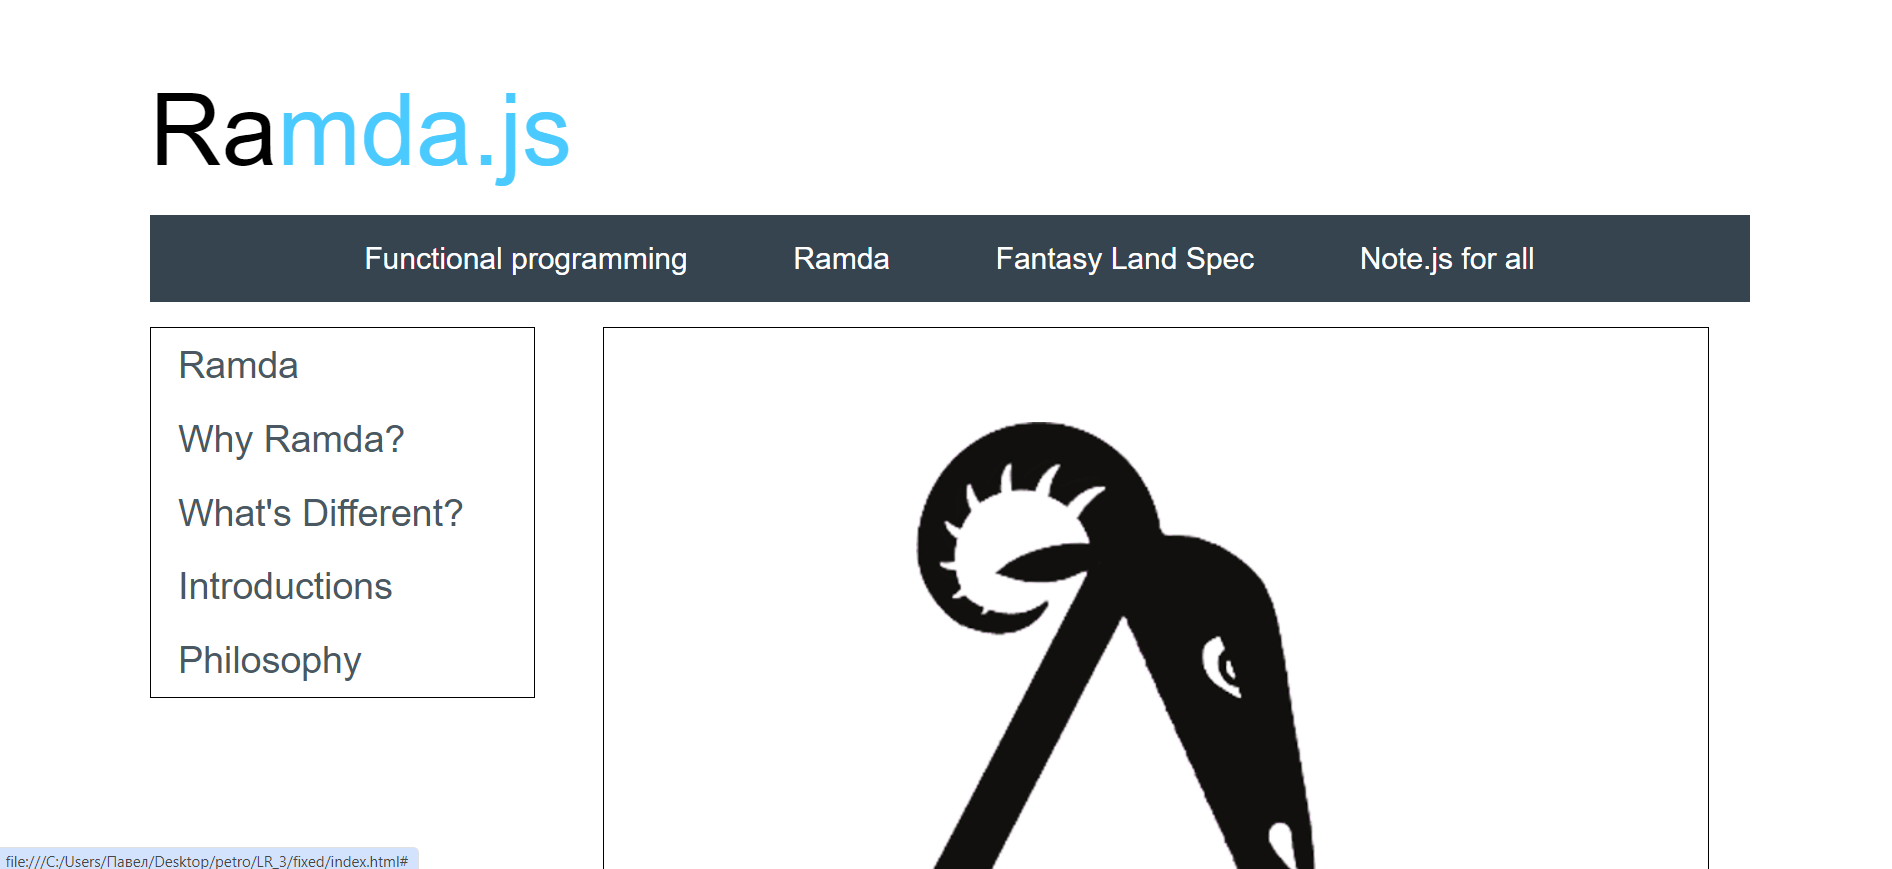 Ramda.js
Functional programming Ramda Fantasy Land Spec Note.js for all
Ramda
Why Ramda?
What's Different?
Introductions
Philosophy
file:///C:/Users/Павел/Desktop/petro/LR_3/fixed/index.html#